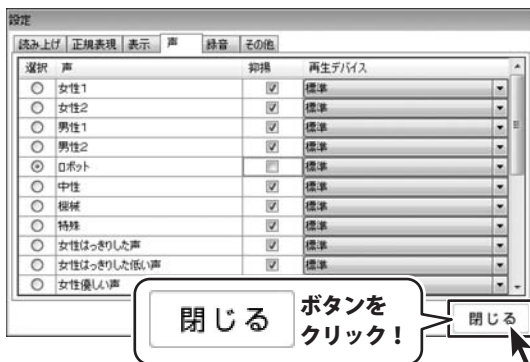 設定
読み上げ 正規表現 表示 声 録音 その他
選択 声 抑揚 再生デバイス
女性1 標準
女性2 標準
男性1 標準
男性2 標準
ロボット 標準
中性 標準
機械 標準
特殊 標準
女性はっきりした声 標準
女性はっきりした低い声 標準
女性優しい声
閉じる ボタンを
クリック!
閉じる